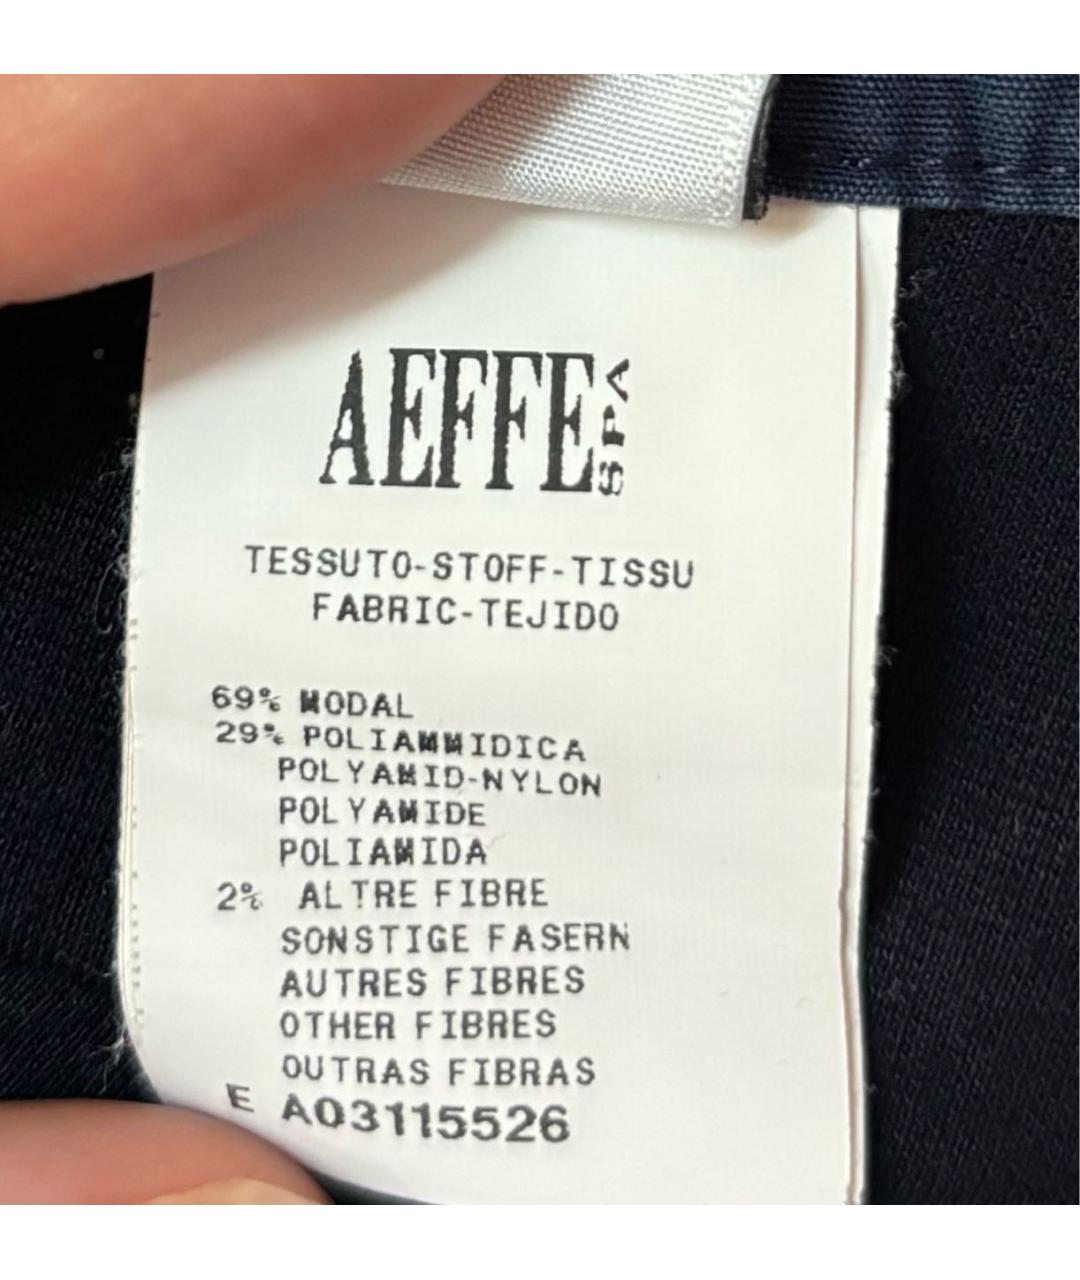 AEFFE SPA
TESSUTO-STOFF-TISSU
FABRIC-TEJIDO
69% MODAL
29% POLIAMMIDICA
POLYAMID-NYLON
POLYAMIDE
POLIAMIDA
2% ALTRE FIBRE
SONSTIGE FASERN
AUTRES FIBRES
OTHER FIBRES
OUTRAS FIBRAS
E A03115526